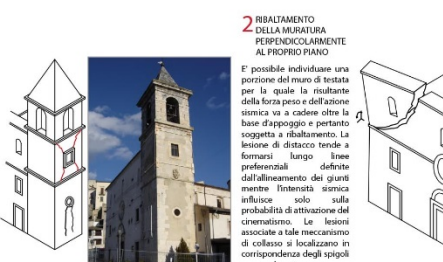 2 RIBALTAMENTO
DELLA MURATURA
PERPENDICOLARMENTE
AL PROPRIO PIANO
E' possibile individuare una
porzione del muro di testata
per la quale la risultante
della forza peso e dell'azione
sismica va a cadere oltre la
base d'appoggio e pertanto
soggetta a ribaltamento. La
lesione di distacco tende a
formarsi lungo linee
preferenziali definite
dall'allineamento dei giunti
mentre l'intensità sismica
influisce solo sulla
probabilità di attivazione del
cinematismo. Le lesioni
associate a tale meccanismo
di collasso si localizzano in
corrispondenza degli spigoli